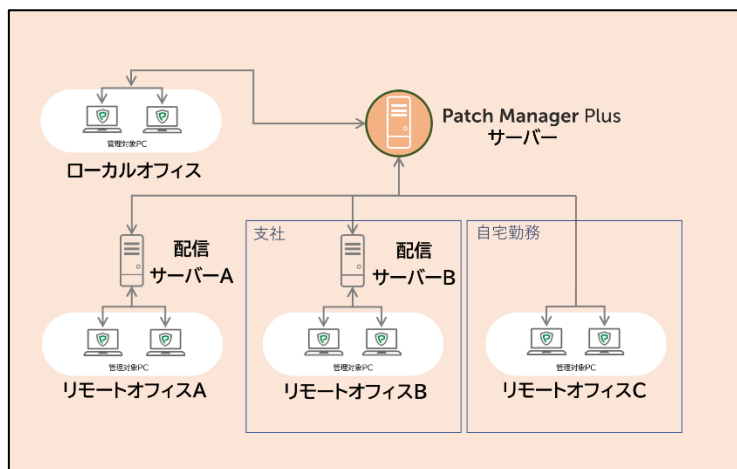 Patch Manager Plus
サーバー
管理対象PC
ローカルオフィス
配信
サーバーA
管理対象PC
リモートオフィスA
支社
配信
サーバーB
管理対象PC
リモートオフィスB
自宅勤務
管理対象PC
リモートオフィスC